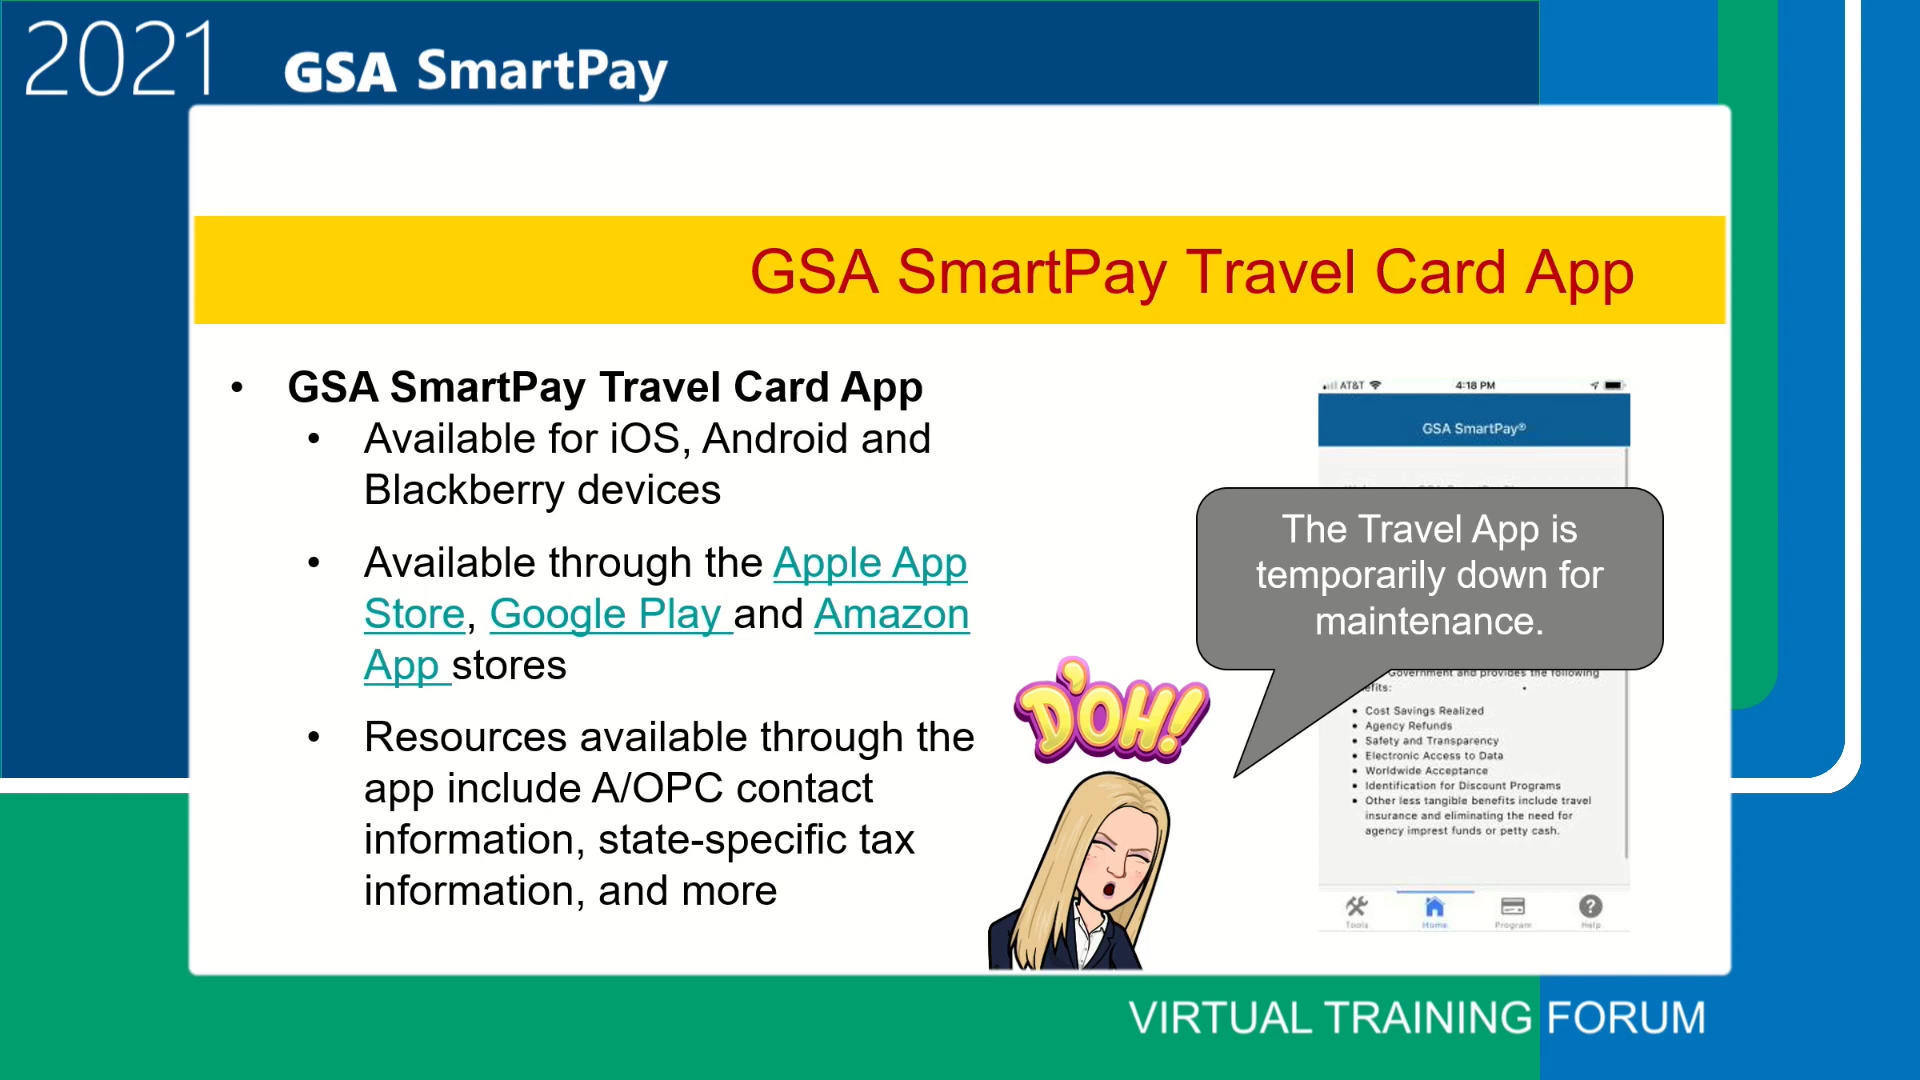 2021
GSA SmartPay
GSA SmartPay Travel Card App
• GSA SmartPay Travel Card App
• Available for iOS, Android and
Blackberry devices
• Available through the Apple App
Store, Google Play and Amazon
App stores
• Resources available through the
app include A/OPC contact
information, state-specific tax
information, and more
D'OH!
AT&T 4:18 PM
GSA SmartPay®
The Travel App is
temporarily down for
maintenance.
Government and provides the following
• Cost Savings Realized
• Agency Refunds
• Safety and Transparency
• Electronic Access to Data
• Worldwide Acceptance
• Identification for Discount Programs
• Other less tangible benefits include travel
insurance and eliminating the need for
agency imprest funds or petty cash.
Tools Home Program Help
VIRTUAL TRAINING FORUM